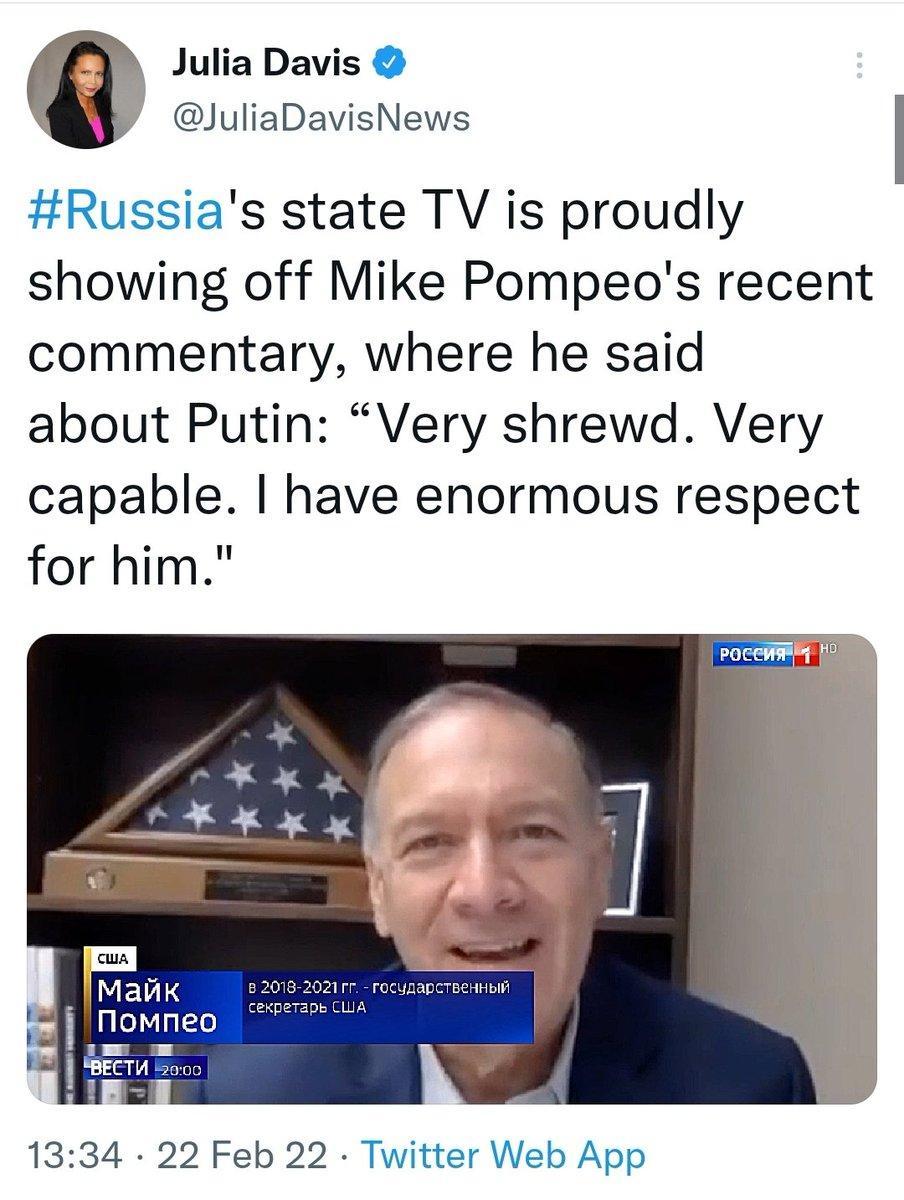 Julia Davis
@JuliaDavisNews
#Russia's state TV is proudly
showing off Mike Pompeo's recent
commentary, where he said
about Putin: “Very shrewd. Very
capable. I have enormous respect
for him."
РОССИЯ 1 HD
США
Майк
Помпео
в 2018-2021 гг. - государственный
секретарь США
ВЕСТИ 20:00
13:34 · 22 Feb 22 · Twitter Web App